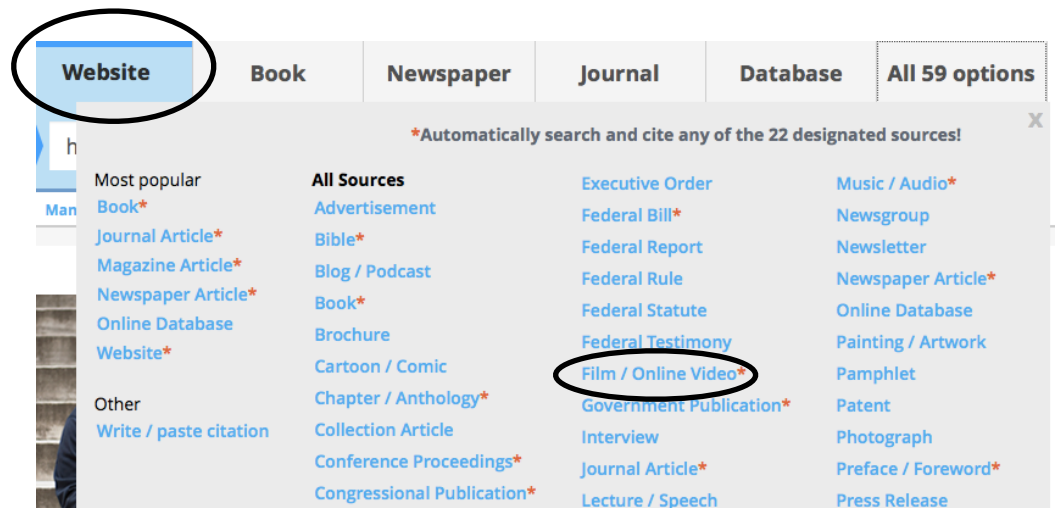 Website Book Newspaper Journal Database All 59 options
*Automatically search and cite any of the 22 designated sources!
X
h
Man
Most popular
Book*
Journal Article*
Magazine Article*
Newspaper Article*
Online Database
Website*
Other
Write / paste citation
All Sources
Advertisement
Bible*
Blog / Podcast
Book*
Brochure
Cartoon / Comic
Chapter / Anthology*
Collection Article
Conference Proceedings*
Congressional Publication*
Executive Order
Federal Bill*
Federal Report
Federal Rule
Federal Statute
Federal Testimony
Film / Online Video*
Government Publication*
Interview
Journal Article*
Lecture / Speech
Music / Audio*
Newsgroup
Newsletter
Newspaper Article*
Online Database
Painting / Artwork
Pamphlet
Patent
Photograph
Preface / Foreword*
Press Release